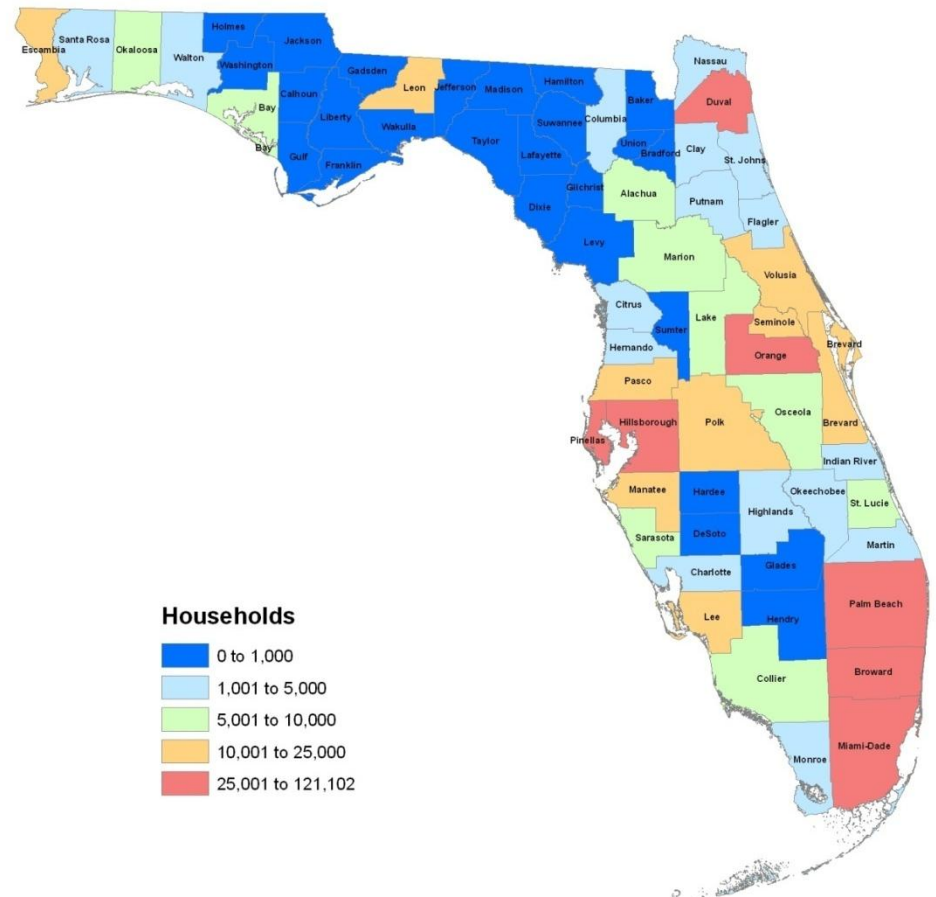 Holmes
Jackson
Escambia
Santa Rosa
Okaloosa
Walton
Washington
Bay
Bay
Calhoun
Gulf
Gadsden
Liberty
Franklin
Leon
Wakulla
Jefferson
Madison
Taylor
Hamilton
Suwannee
Lafayette
Dixie
Columbia
Gilchrist
Levy
Baker
Union
Bradford
Nassau
Duval
Clay
St. Johns
Putnam
Flagler
Alachua
Marion
Volusia
Citrus
Sumter
Lake
Seminole
Orange
Brevard
Hernando
Pasco
Osceola
Brevard
Pinellas
Hillsborough
Polk
Indian River
Manatee
Hardee
Highlands
Okeechobee
St. Lucie
Sarasota
DeSoto
Martin
Charlotte
Glades
Lee
Hendry
Palm Beach
Collier
Broward
Monroe
Miami-Dade
Households
0 to 1,000
1,001 to 5,000
5,001 to 10,000
10,001 to 25,000
25,001 to 121,102